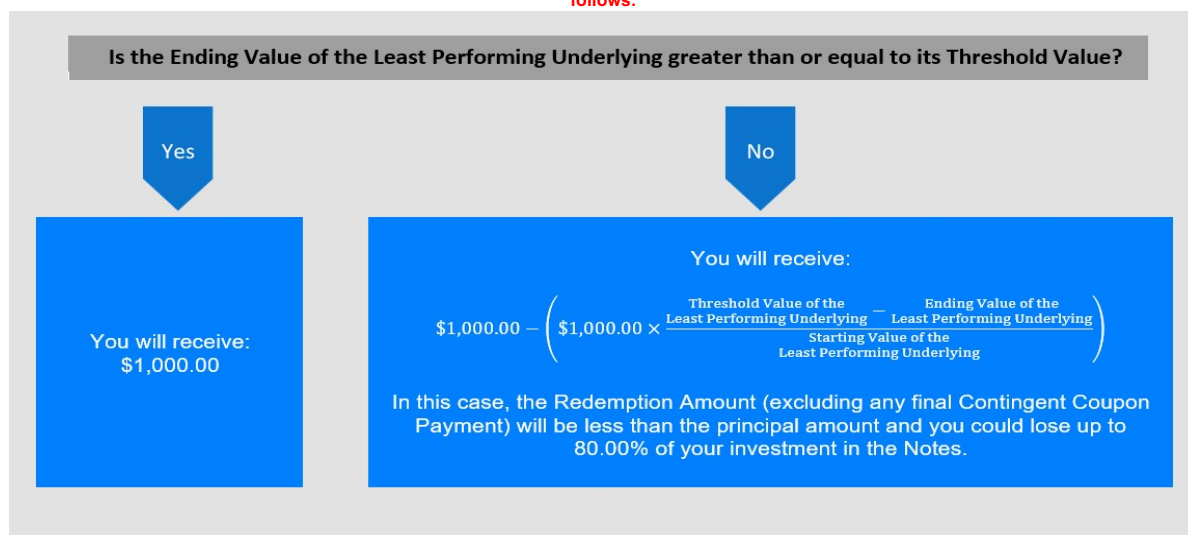 follows:
Is the Ending Value of the Least Performing Underlying greater than or equal to its Threshold Value?
Yes
No
You will receive:
$1,000.00
You will receive:
$1,000.00 − ($1,000.00 × (Threshold Value of the Least Performing Underlying − Ending Value of the Least Performing Underlying) / Starting Value of the Least Performing Underlying)
In this case, the Redemption Amount (excluding any final Contingent Coupon
Payment) will be less than the principal amount and you could lose up to
80.00% of your investment in the Notes.